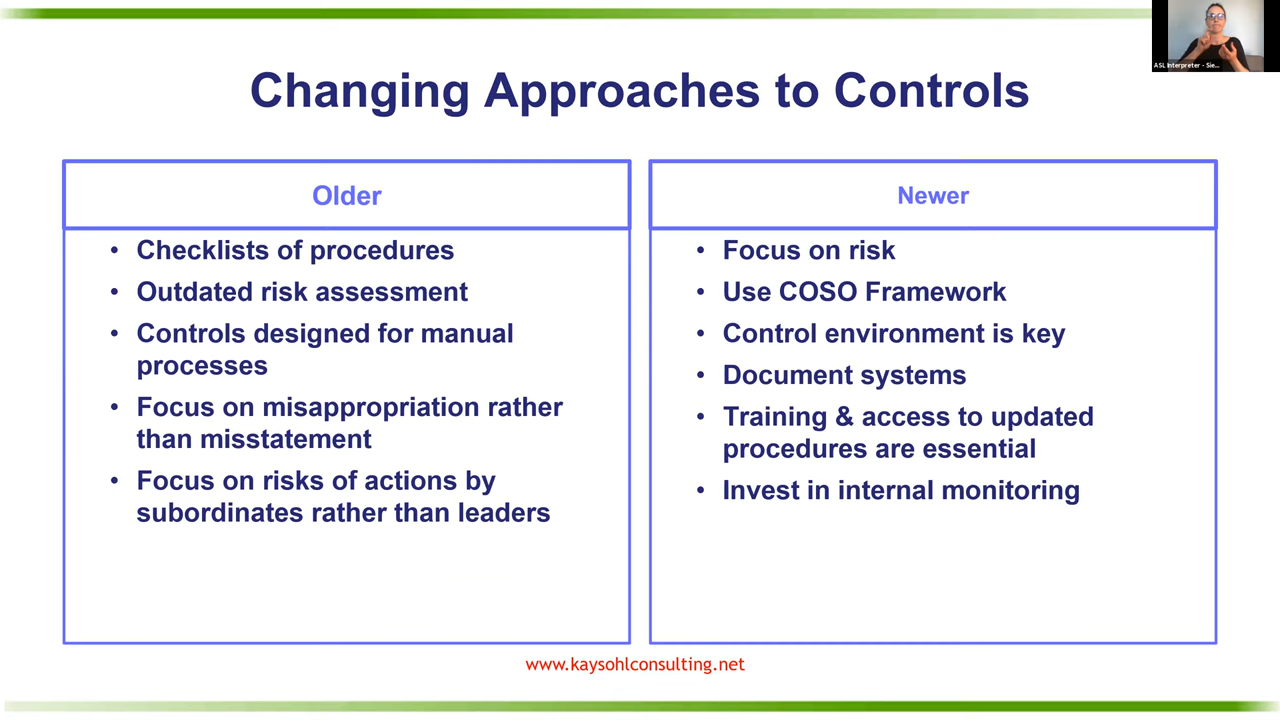 ASL Interpreter - Sie...
Changing Approaches to Controls
Older
• Checklists of procedures
• Outdated risk assessment
• Controls designed for manual
processes
• Focus on misappropriation rather
than misstatement
• Focus on risks of actions by
subordinates rather than leaders
Newer
• Focus on risk
• Use COSO Framework
• Control environment is key
• Document systems
• Training & access to updated
procedures are essential
• Invest in internal monitoring
www.kaysohlconsulting.net